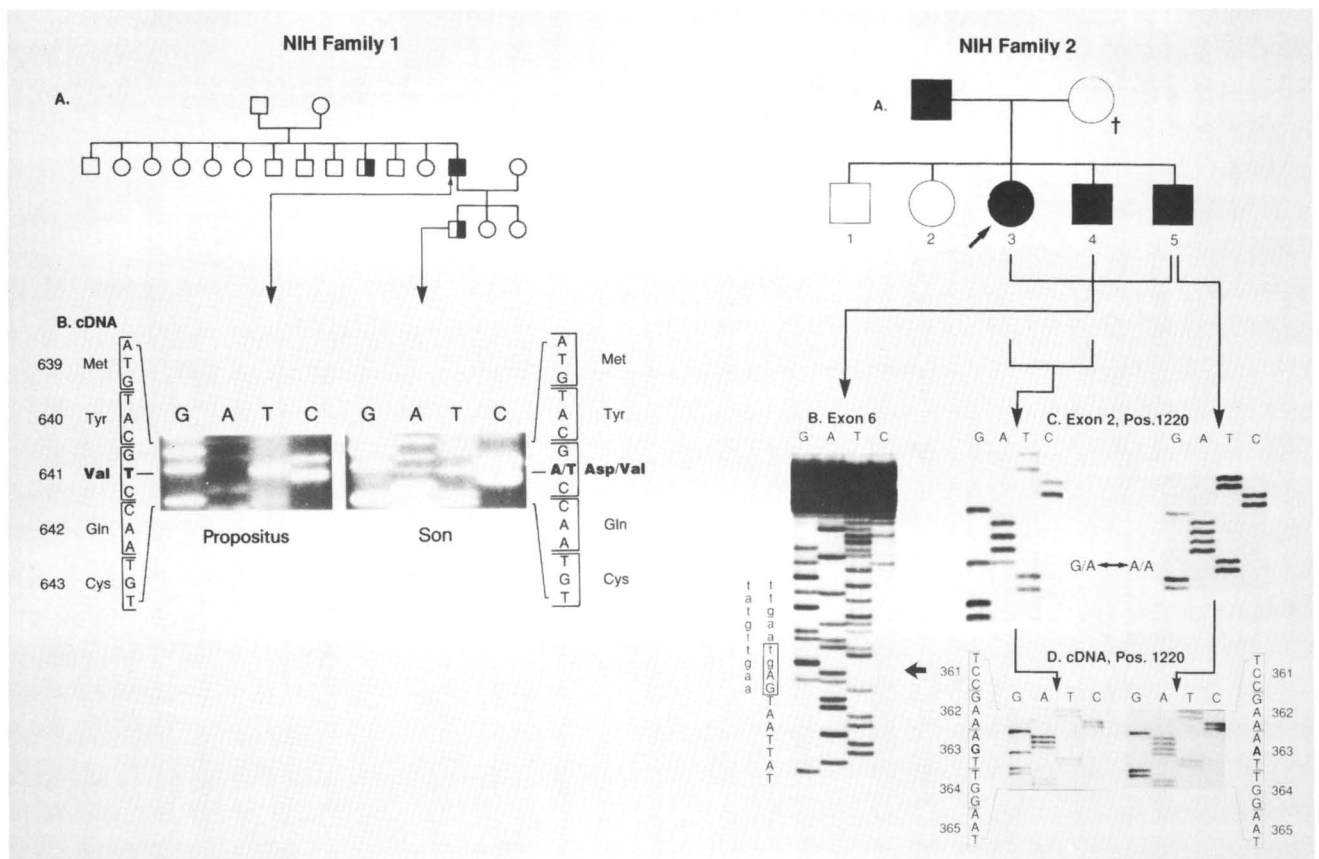 NIH Family 1
A.
B. cDNA
639 Met
A
T
G
640 Tyr
T
A
C
641 Val
G
T
C
642 Gln
C
A
A
643 Cys
T
G
T
G A T C
Propositus
G A T C
Son
A
T
G
Met
T
A
C
Tyr
G
A/T Asp/Val
C
C
A
A
Gln
T
G
T
Cys
NIH Family 2
A.
†
1 2 3 4 5
B. Exon 6
G A T C
t
a
t
g
t
t
g
a
a
t
t
g
a
a
t
g
A
G
T
A
A
T
T
A
T
C. Exon 2, Pos.1220
G A T C
G A T C
G/A A/A
D. cDNA, Pos. 1220
G A T C
G A T C
361
362
363
364
365
T
C
C
G
A
A
A
G
T
T
G
G
A
A
T
T
C
C
G
A
A
A
A
T
T
G
G
A
A
T
361
362
363
364
365